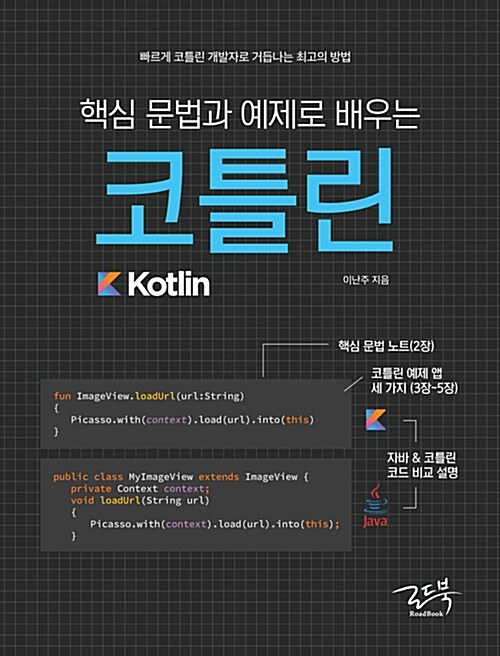 빠르게 코틀린 개발자로 거듭나는 최고의 방법
핵심 문법과 예제로 배우는
코틀린
Kotlin
이난주 지음
핵심 문법 노트(2장)
코틀린 예제 앱
세 가지 (3장~5장)
fun ImageView.loadUrl(url:String)
{
Picasso.with(context).load(url).into(this)
}
자바 & 코틀린
코드 비교 설명
public class MyImageView extends ImageView {
private Context context;
void loadUrl(String url)
{
Picasso.with(context).load(url).into(this);
}
Java
로드북
RoadBook